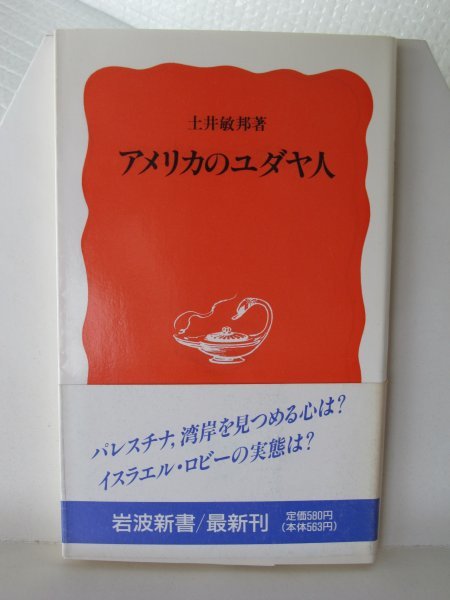 土井敏邦著
アメリカのユダヤ人
パレスチナ,湾岸を見つめる心は?
イスラエル・ロビーの実態は?
岩波新書/最新刊
定価580円
(本体563円)